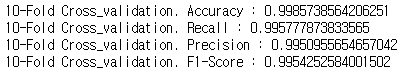 10-Fold Cross_validation. Accuracy : 0.9985738564206251
10-Fold Cross_validation. Recall : 0.995777873833565
10-Fold Cross_validation. Precision : 0.9950955654657042
10-Fold Cross_validation. F1-Score : 0.9954252584001502